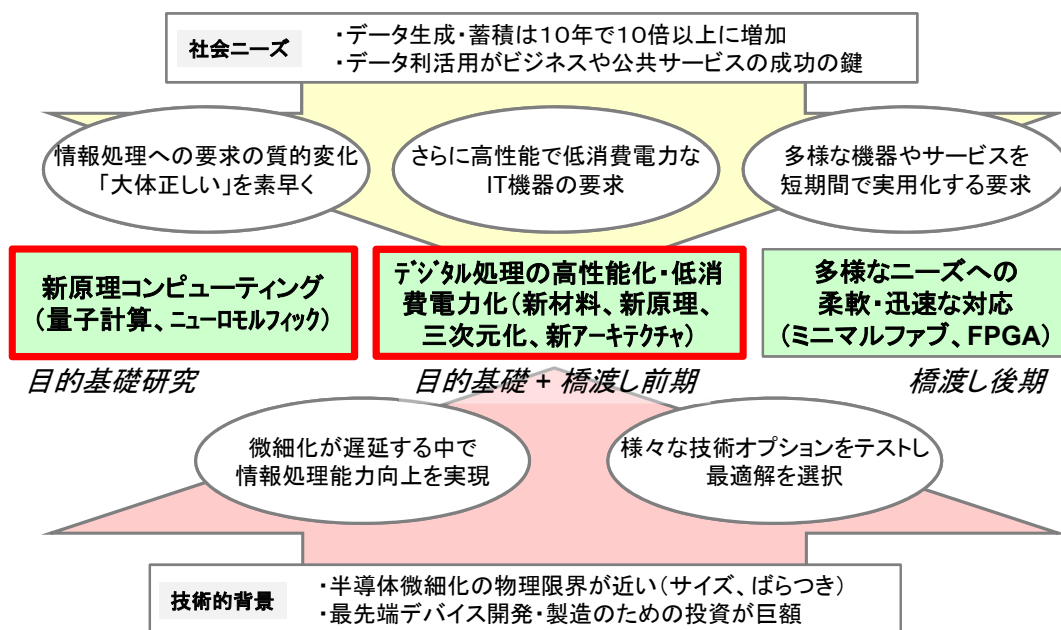 社会ニーズ
・データ生成・蓄積は１０年で１０倍以上に増加
・データ利活用がビジネスや公共サービスの成功の鍵
情報処理への要求の質的変化
「大体正しい」を素早く
さらに高性能で低消費電力な
IT機器の要求
多様な機器やサービスを
短期間で実用化する要求
新原理コンピューティング
（量子計算、ニューロモルフィック）
デジタル処理の高性能化・低消
費電力化（新材料、新原理、
三次元化、新アーキテクチャ）
多様なニーズへの
柔軟・迅速な対応
（ミニマルファブ、FPGA）
目的基礎研究
目的基礎 + 橋渡し前期
橋渡し後期
微細化が遅延する中で
情報処理能力向上を実現
様々な技術オプションをテストし
最適解を選択
技術的背景
・半導体微細化の物理限界が近い（サイズ、ばらつき）
・最先端デバイス開発・製造のための投資が巨額